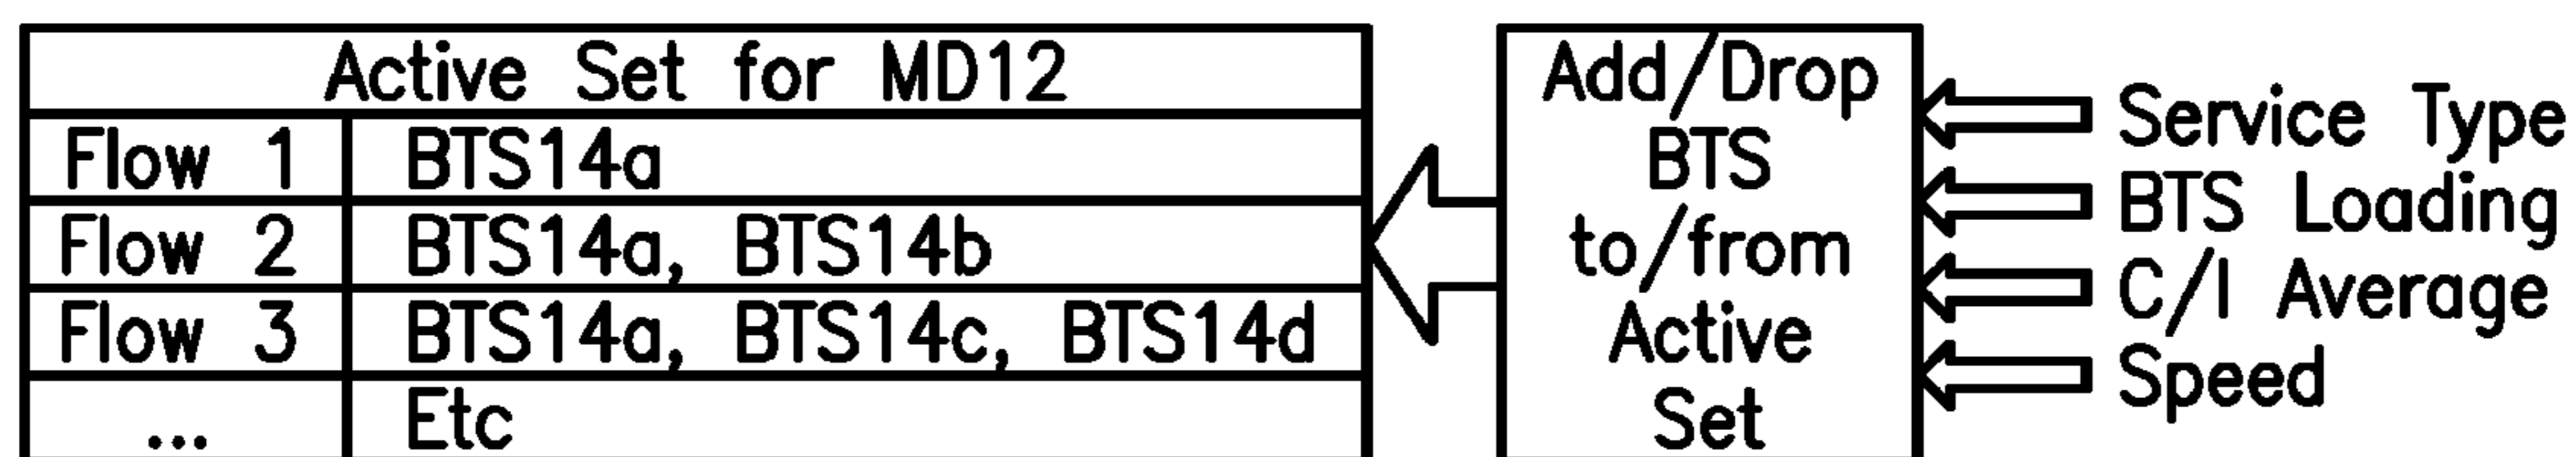 Active Set for MD12
Flow 1 BTS14a
Flow 2 BTS14a, BTS14b
Flow 3 BTS14a, BTS14c, BTS14d
... Etc
Add/Drop
BTS
to/from
Active
Set
Service Type
BTS Loading
C/I Average
Speed